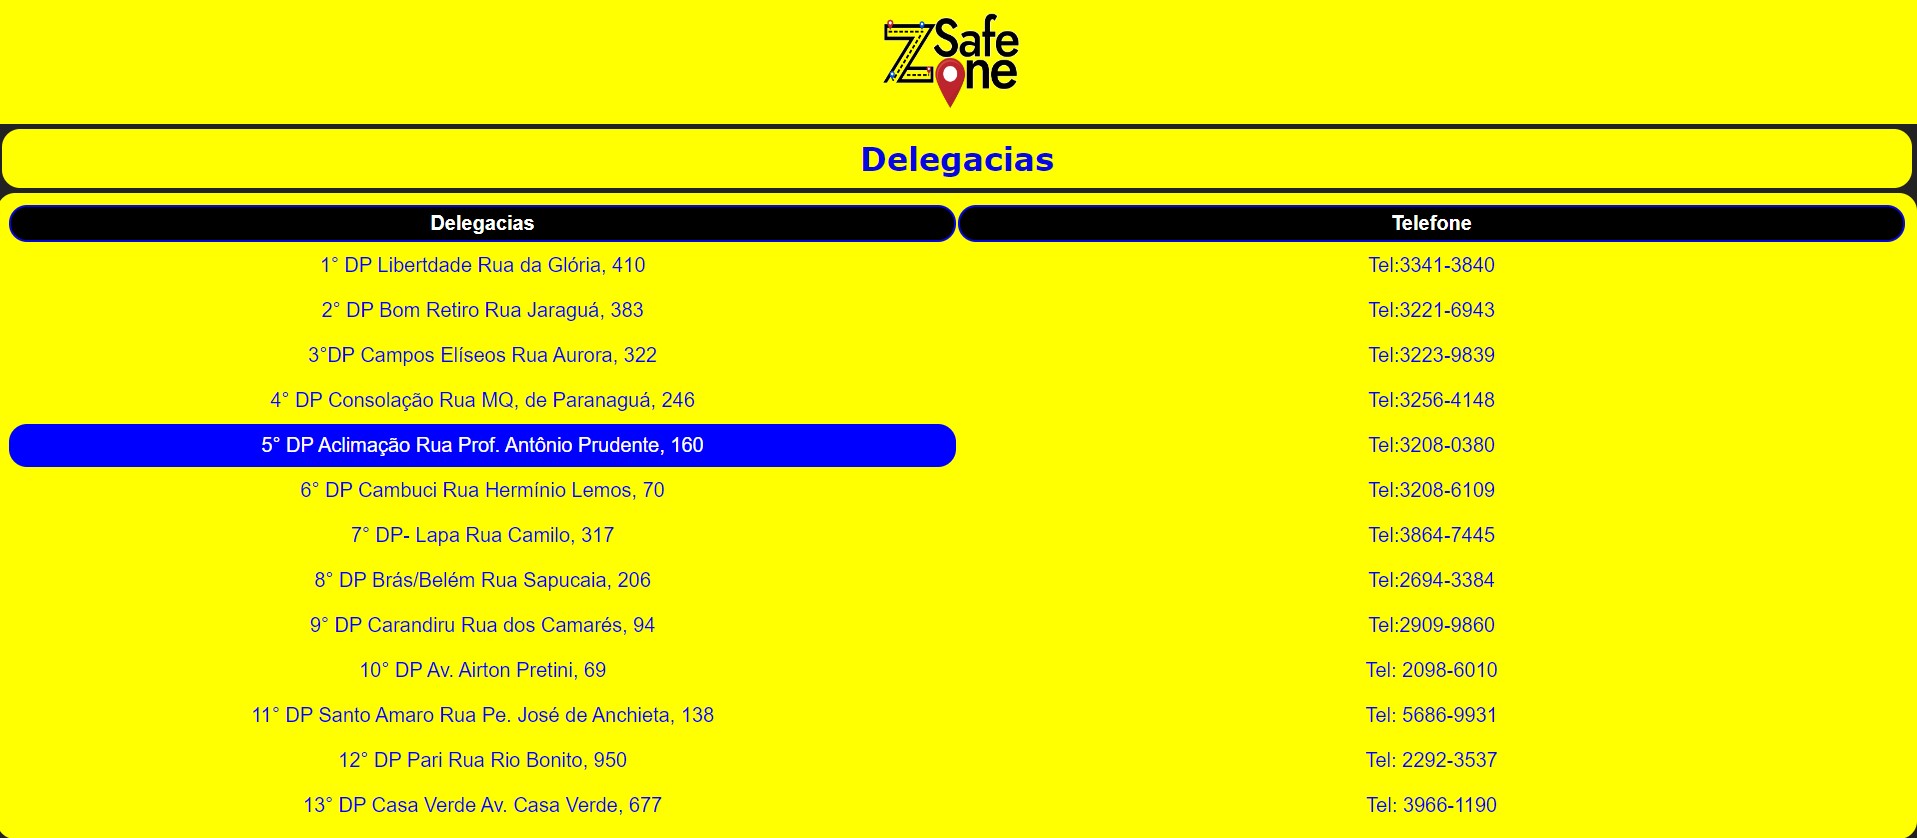 Safe
Zone
Delegacias
Delegacias Telefone
1° DP Libertdade Rua da Glória, 410 Tel:3341-3840
2° DP Bom Retiro Rua Jaraguá, 383 Tel:3221-6943
3°DP Campos Elíseos Rua Aurora, 322 Tel:3223-9839
4° DP Consolação Rua MQ, de Paranaguá, 246 Tel:3256-4148
5° DP Aclimação Rua Prof. Antônio Prudente, 160 Tel:3208-0380
6° DP Cambuci Rua Hermínio Lemos, 70 Tel:3208-6109
7° DP- Lapa Rua Camilo, 317 Tel:3864-7445
8° DP Brás/Belém Rua Sapucaia, 206 Tel:2694-3384
9° DP Carandiru Rua dos Camarés, 94 Tel:2909-9860
10° DP Av. Airton Pretini, 69 Tel: 2098-6010
11° DP Santo Amaro Rua Pe. José de Anchieta, 138 Tel: 5686-9931
12° DP Pari Rua Rio Bonito, 950 Tel: 2292-3537
13° DP Casa Verde Av. Casa Verde, 677 Tel: 3966-1190